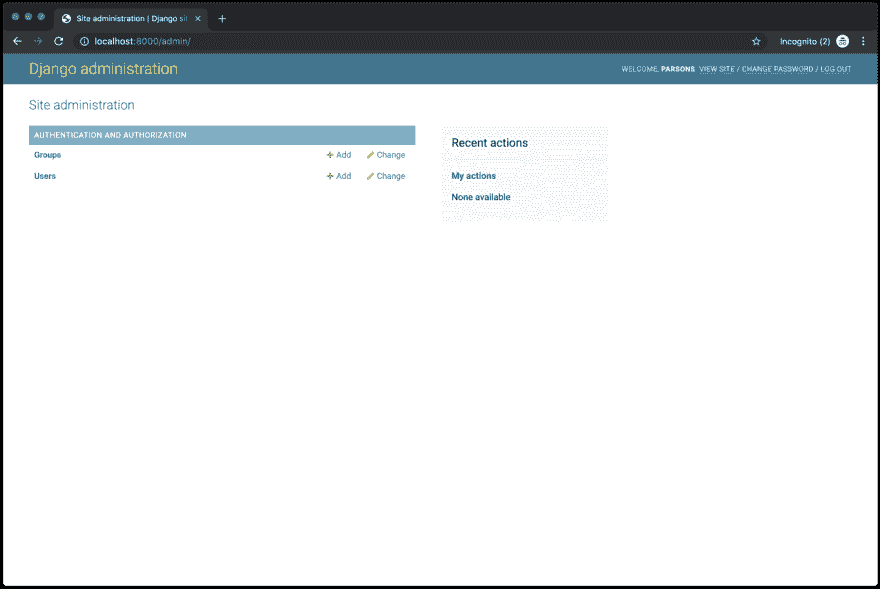 Site administration | Django sit
localhost:8000/admin/
Incognito (2)
Django administration
WELCOME, PARSONS. VIEW SITE / CHANGE PASSWORD / LOG OUT
Site administration
AUTHENTICATION AND AUTHORIZATION
Groups
Add
Change
Users
Add
Change
Recent actions
My actions
None available